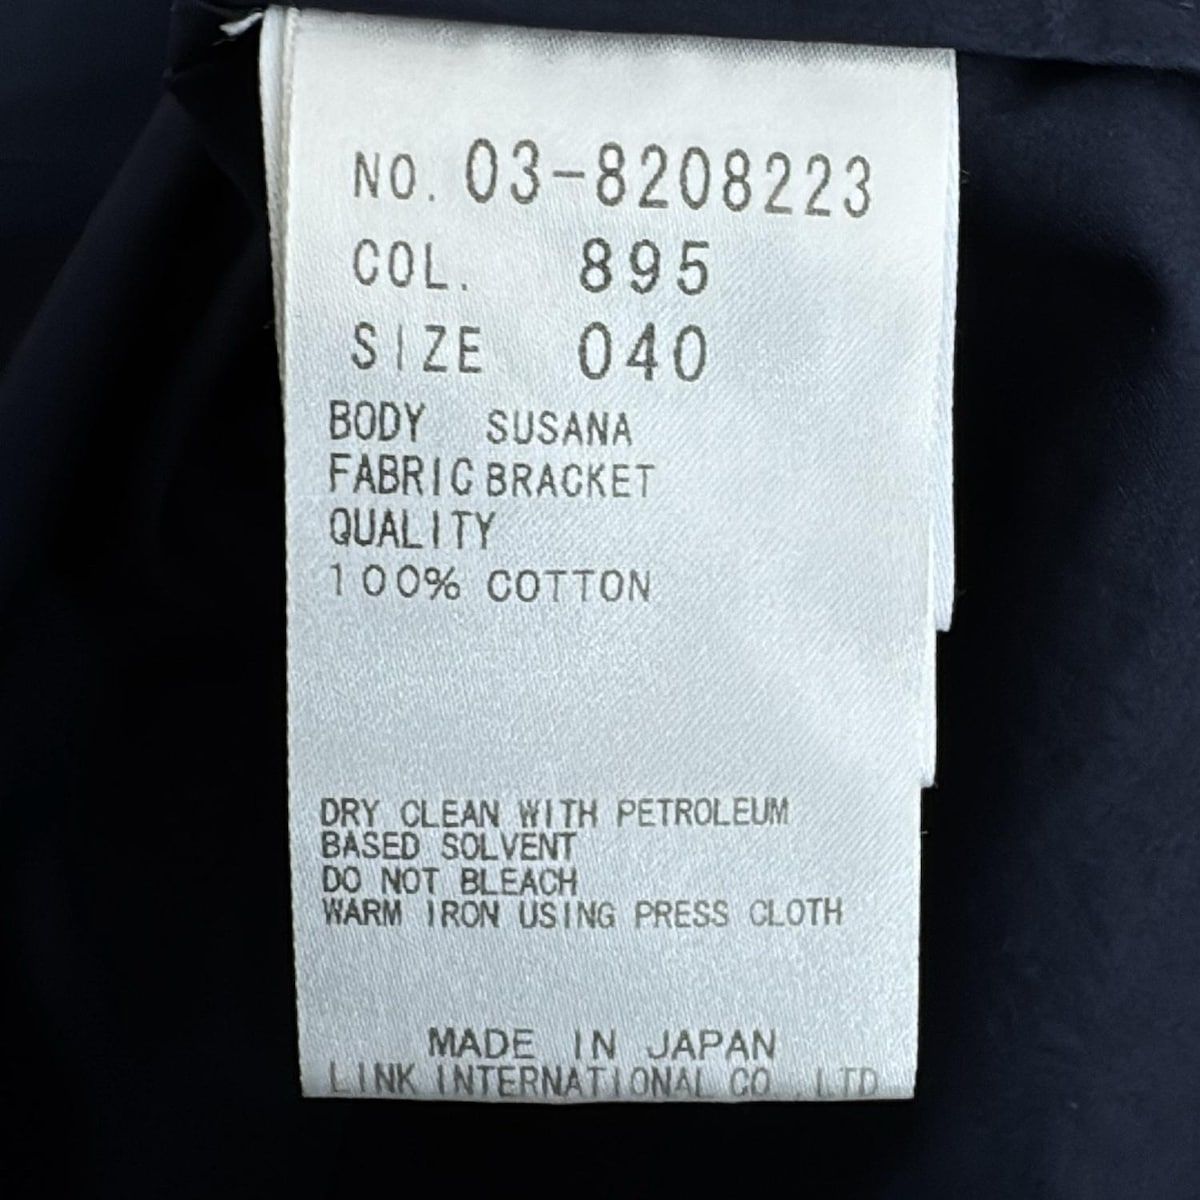 NO. 03-8208223
COL. 895
SIZE 040
BODY SUSANA
FABRIC BRACKET
QUALITY
100% COTTON
DRY CLEAN WITH PETROLEUM
BASED SOLVENT
DO NOT BLEACH
WARM IRON USING PRESS CLOTH
MADE IN JAPAN
LINK INTERNATIONAL CO. LTD